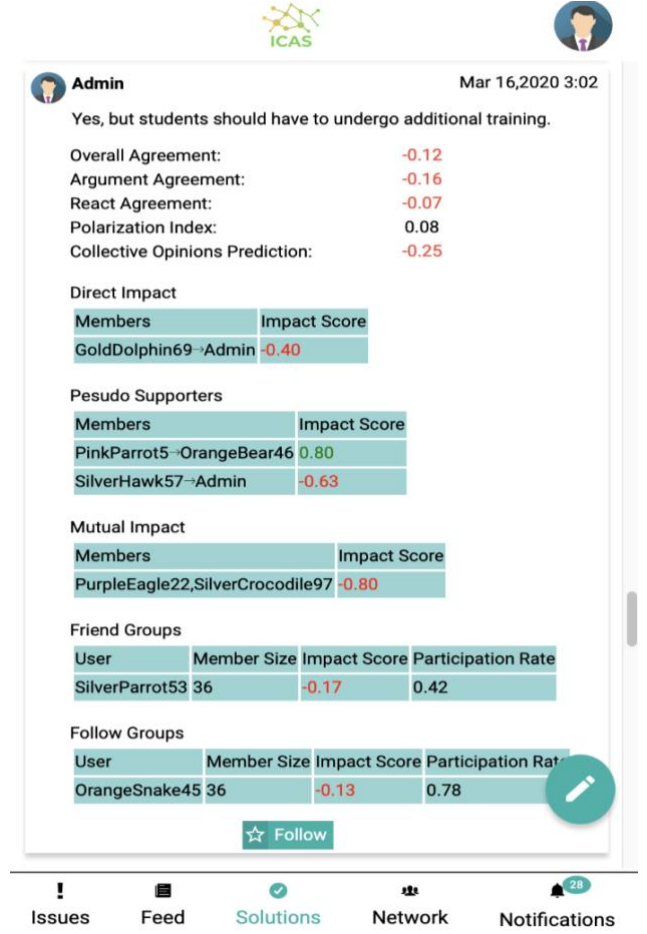 ICAS
Admin Mar 16,2020 3:02
Yes, but students should have to undergo additional training.
Overall Agreement: -0.12
Argument Agreement: -0.16
React Agreement: -0.07
Polarization Index: 0.08
Collective Opinions Prediction: -0.25
Direct Impact
Members Impact Score
GoldDolphin69→Admin -0.40
Pesudo Supporters
Members Impact Score
PinkParrot5→OrangeBear46 0.80
SilverHawk57→Admin -0.63
Mutual Impact
Members Impact Score
PurpleEagle22,SilverCrocodile97 -0.80
Friend Groups
User Member Size Impact Score Participation Rate
SilverParrot53 36 -0.17 0.42
Follow Groups
User Member Size Impact Score Participation Rate
OrangeSnake45 36 -0.13 0.78
Follow
28
Issues Feed Solutions Network Notifications